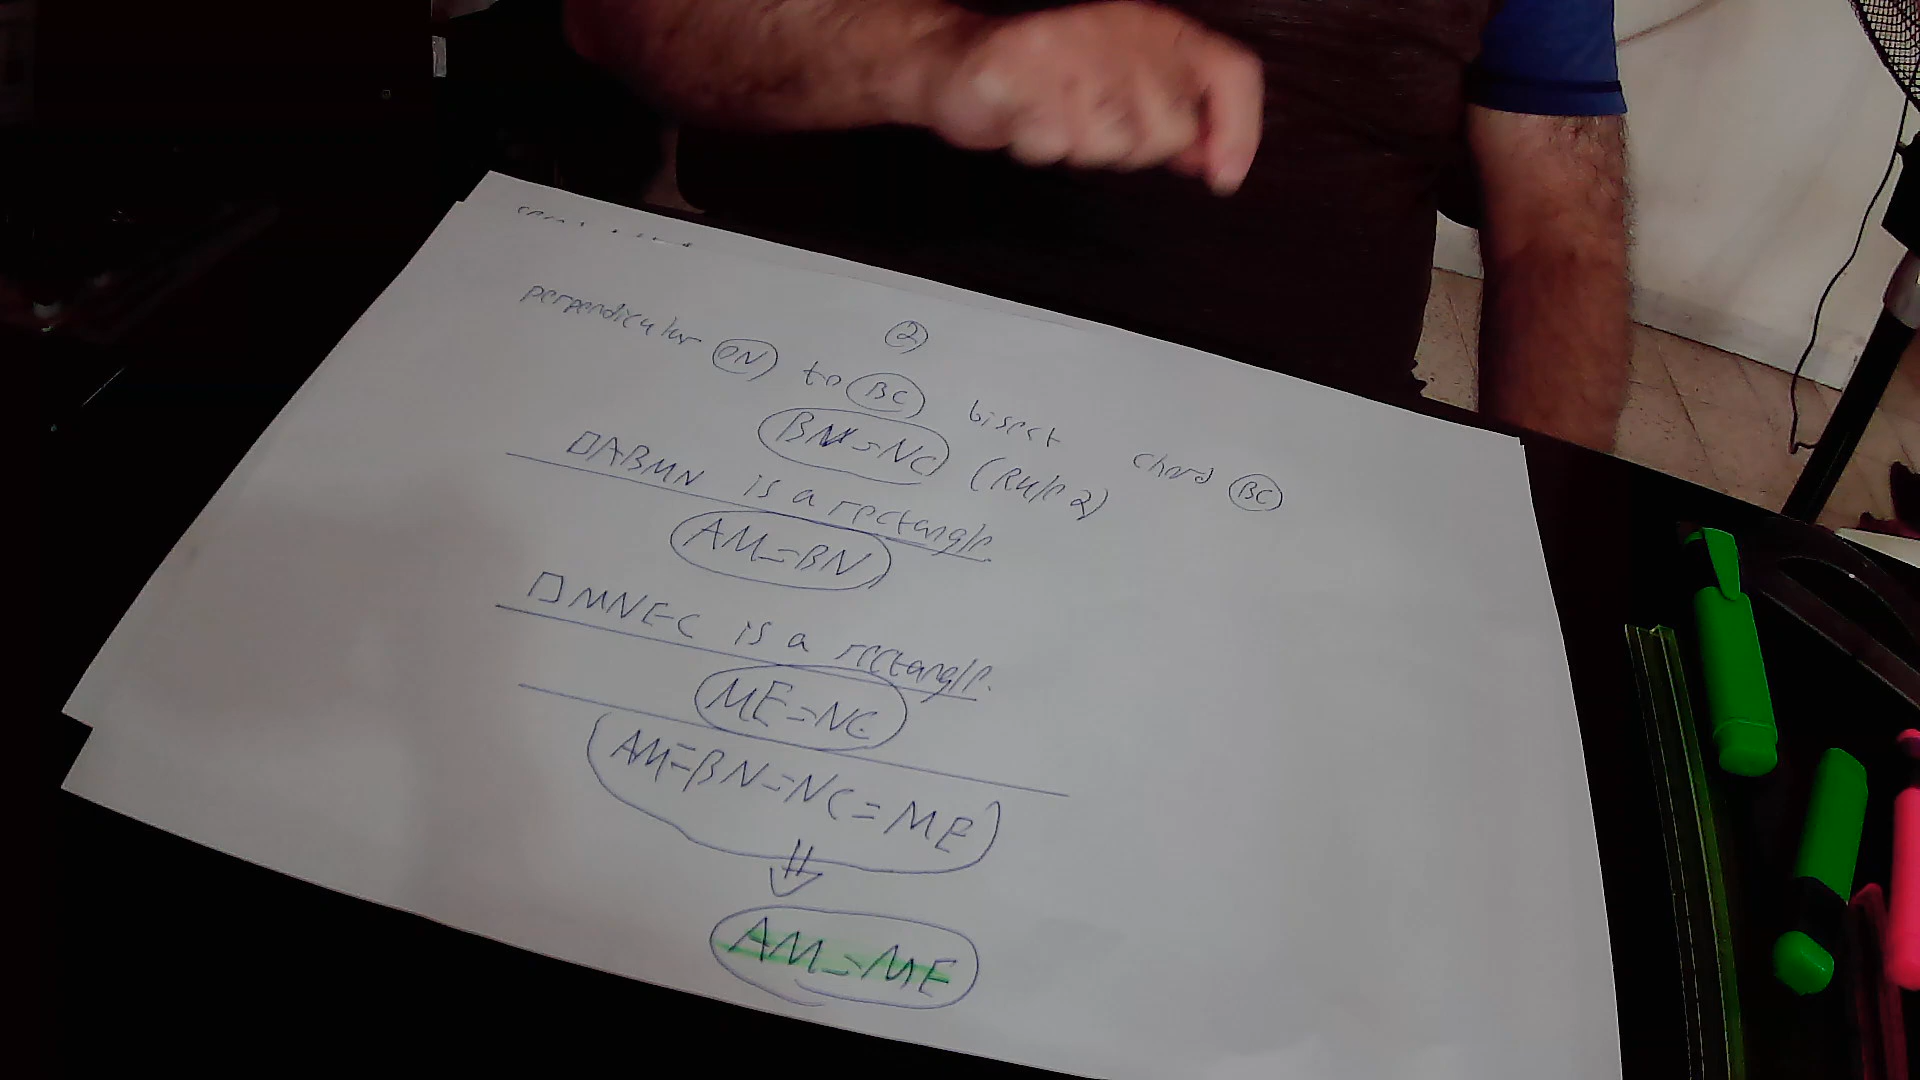 ②
perpendicular ON to BC bisect chord BC
BN=NC (Rule 2)
□ABMN is a rectangle.
AM=BN
□MNEC is a rectangle.
ME=NC
AM=BN=NC=ME
⇓
AM=ME